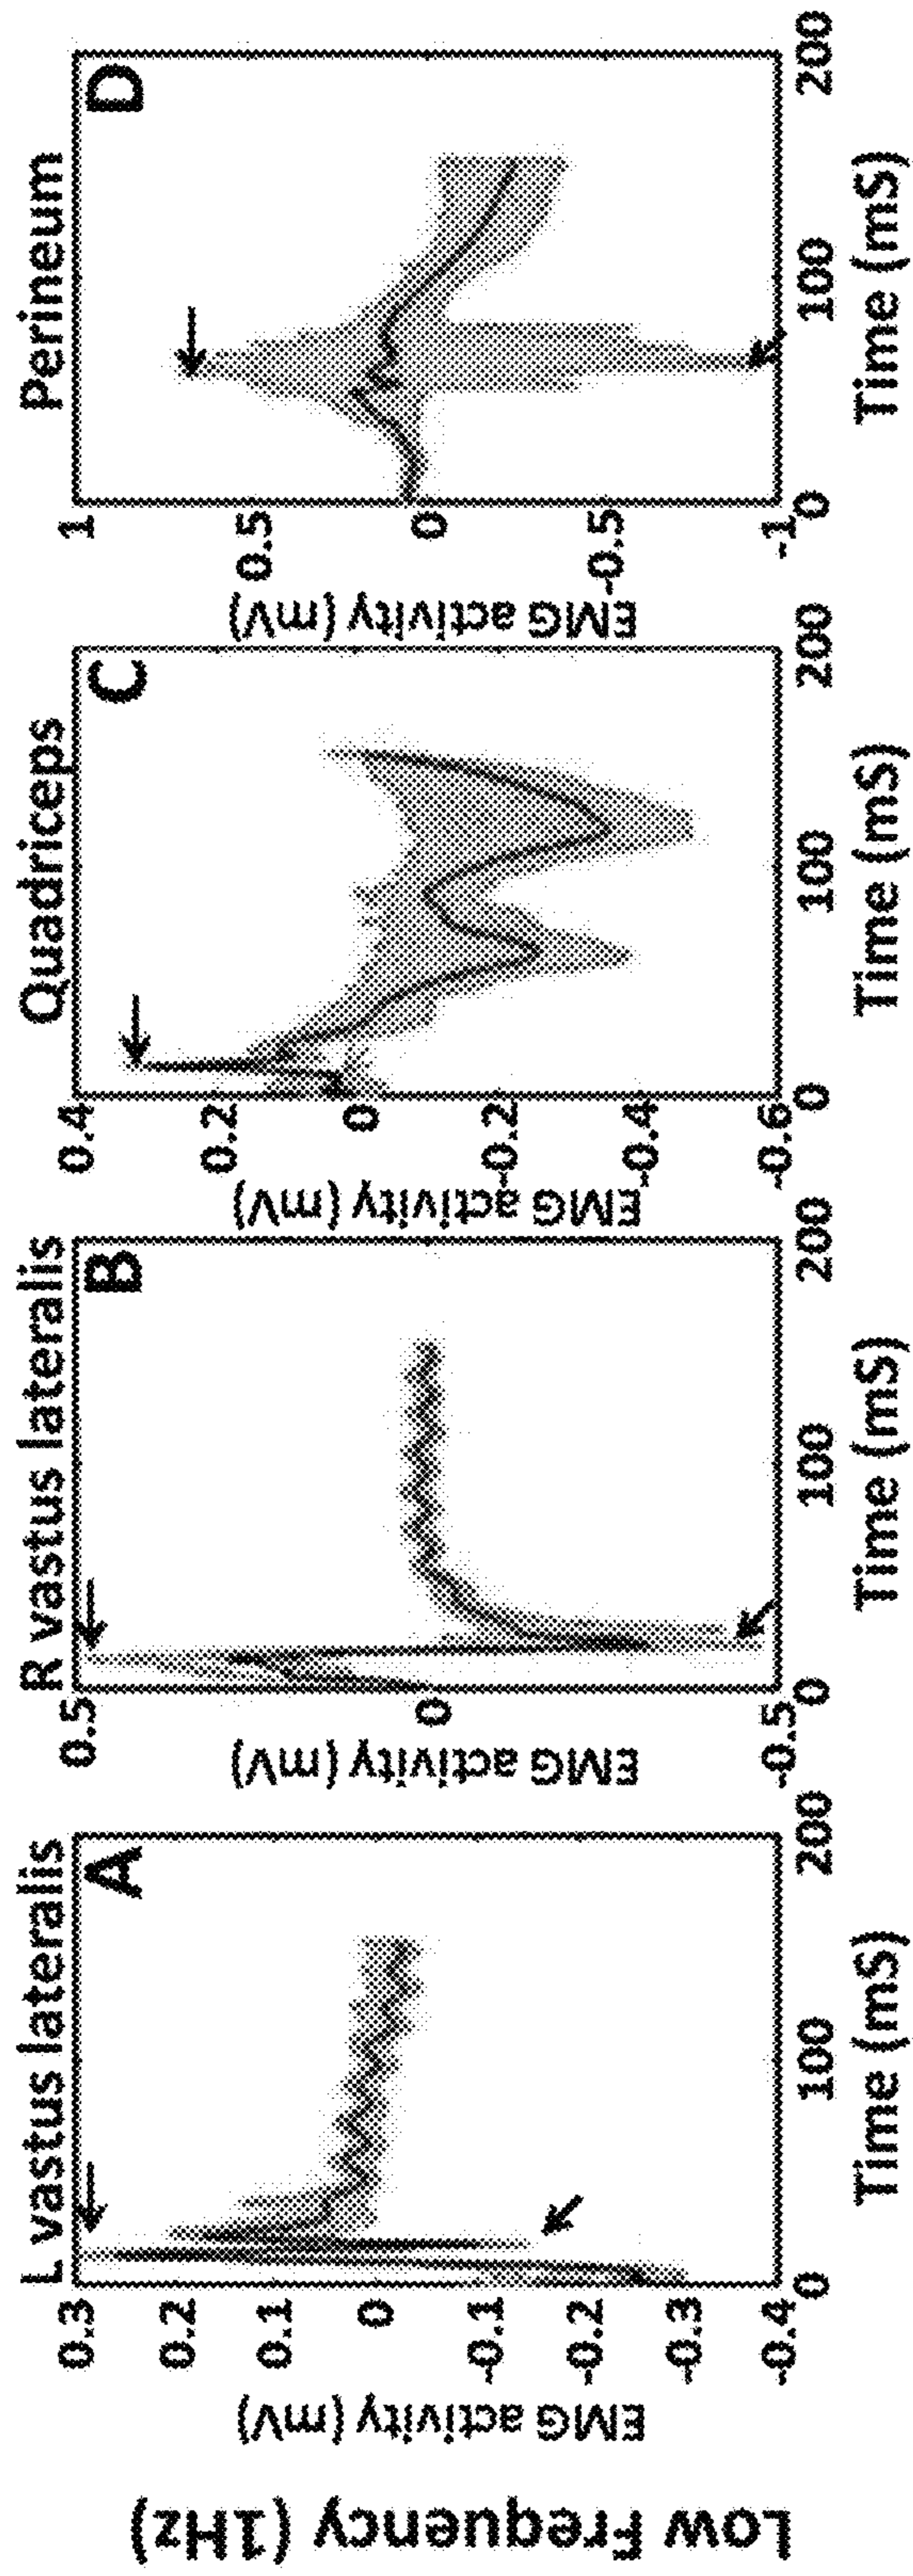 Low Frequency (1Hz)
L vastus lateralis
A
EMG activity (mV)
0.3
0.2
0.1
0
-0.1
-0.2
-0.3
-0.4
0
100
200
Time (mS)
R vastus lateralis
B
EMG activity (mV)
0.5
0
-0.5
0
100
200
Time (mS)
Quadriceps
C
EMG activity (mV)
0.4
0.2
0
-0.2
-0.4
-0.6
0
100
200
Time (mS)
Perineum
D
EMG activity (mV)
1
0.5
0
-0.5
-1
0
100
200
Time (mS)